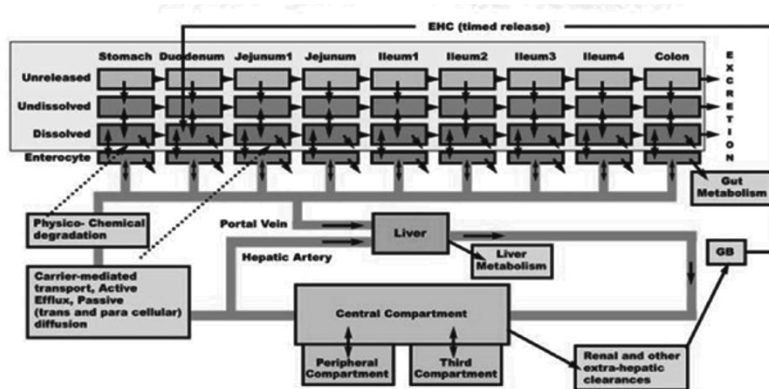 EHC (timed release)
Stomach Duodenum Jejunum1 Jejunum Ileum1 Ileum2 Ileum3 Ileum4 Colon
Unreleased
Undissolved
Dissolved
Enterocyte
EXCRETION
Gut
Metabolism
Physico- Chemical
degradation
Portal Vein
Liver
Hepatic Artery
Liver
Metabolism
GB
Carrier-mediated
transport, Active
Efflux, Passive
(trans and para cellular)
diffusion
Central Compartment
Peripheral
Compartment
Third
Compartment
Renal and other
extra-hepatic
clearances